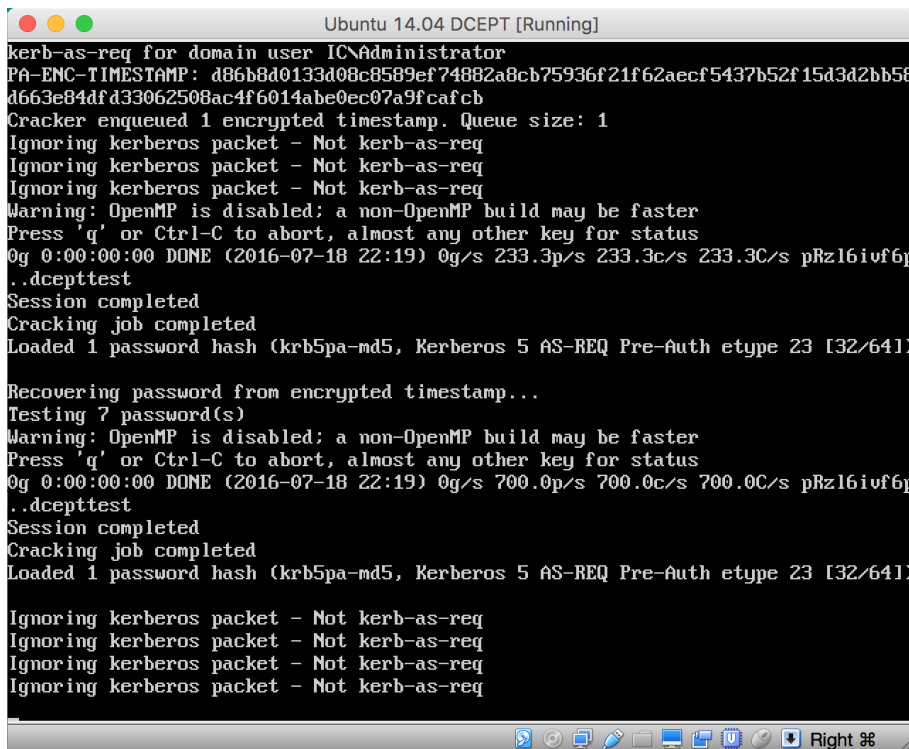 Ubuntu 14.04 DCEPT [Running]
kerb-as-req for domain user IC\Administrator
PA-ENC-TIMESTAMP: d86b8d0133d08c8589ef74882a8cb75936f21f62aecf5437b52f15d3d2bb58
d663e84dfd33062508ac4f6014abe0ec07a9fcafcb
Cracker enqueued 1 encrypted timestamp. Queue size: 1
Ignoring kerberos packet - Not kerb-as-req
Ignoring kerberos packet - Not kerb-as-req
Ignoring kerberos packet - Not kerb-as-req
Warning: OpenMP is disabled; a non-OpenMP build may be faster
Press 'q' or Ctrl-C to abort, almost any other key for status
0g 0:00:00:00 DONE (2016-07-18 22:19) 0g/s 233.3p/s 233.3c/s 233.3C/s pRzl6ivf6p
..dcepttest
Session completed
Cracking job completed
Loaded 1 password hash (krb5pa-md5, Kerberos 5 AS-REQ Pre-Auth etype 23 [32/64])
Recovering password from encrypted timestamp...
Testing 7 password(s)
Warning: OpenMP is disabled; a non-OpenMP build may be faster
Press 'q' or Ctrl-C to abort, almost any other key for status
0g 0:00:00:00 DONE (2016-07-18 22:19) 0g/s 700.0p/s 700.0c/s 700.0C/s pRzl6ivf6p
..dcepttest
Session completed
Cracking job completed
Loaded 1 password hash (krb5pa-md5, Kerberos 5 AS-REQ Pre-Auth etype 23 [32/64])
Ignoring kerberos packet - Not kerb-as-req
Ignoring kerberos packet - Not kerb-as-req
Ignoring kerberos packet - Not kerb-as-req
Ignoring kerberos packet - Not kerb-as-req
Right ⌘